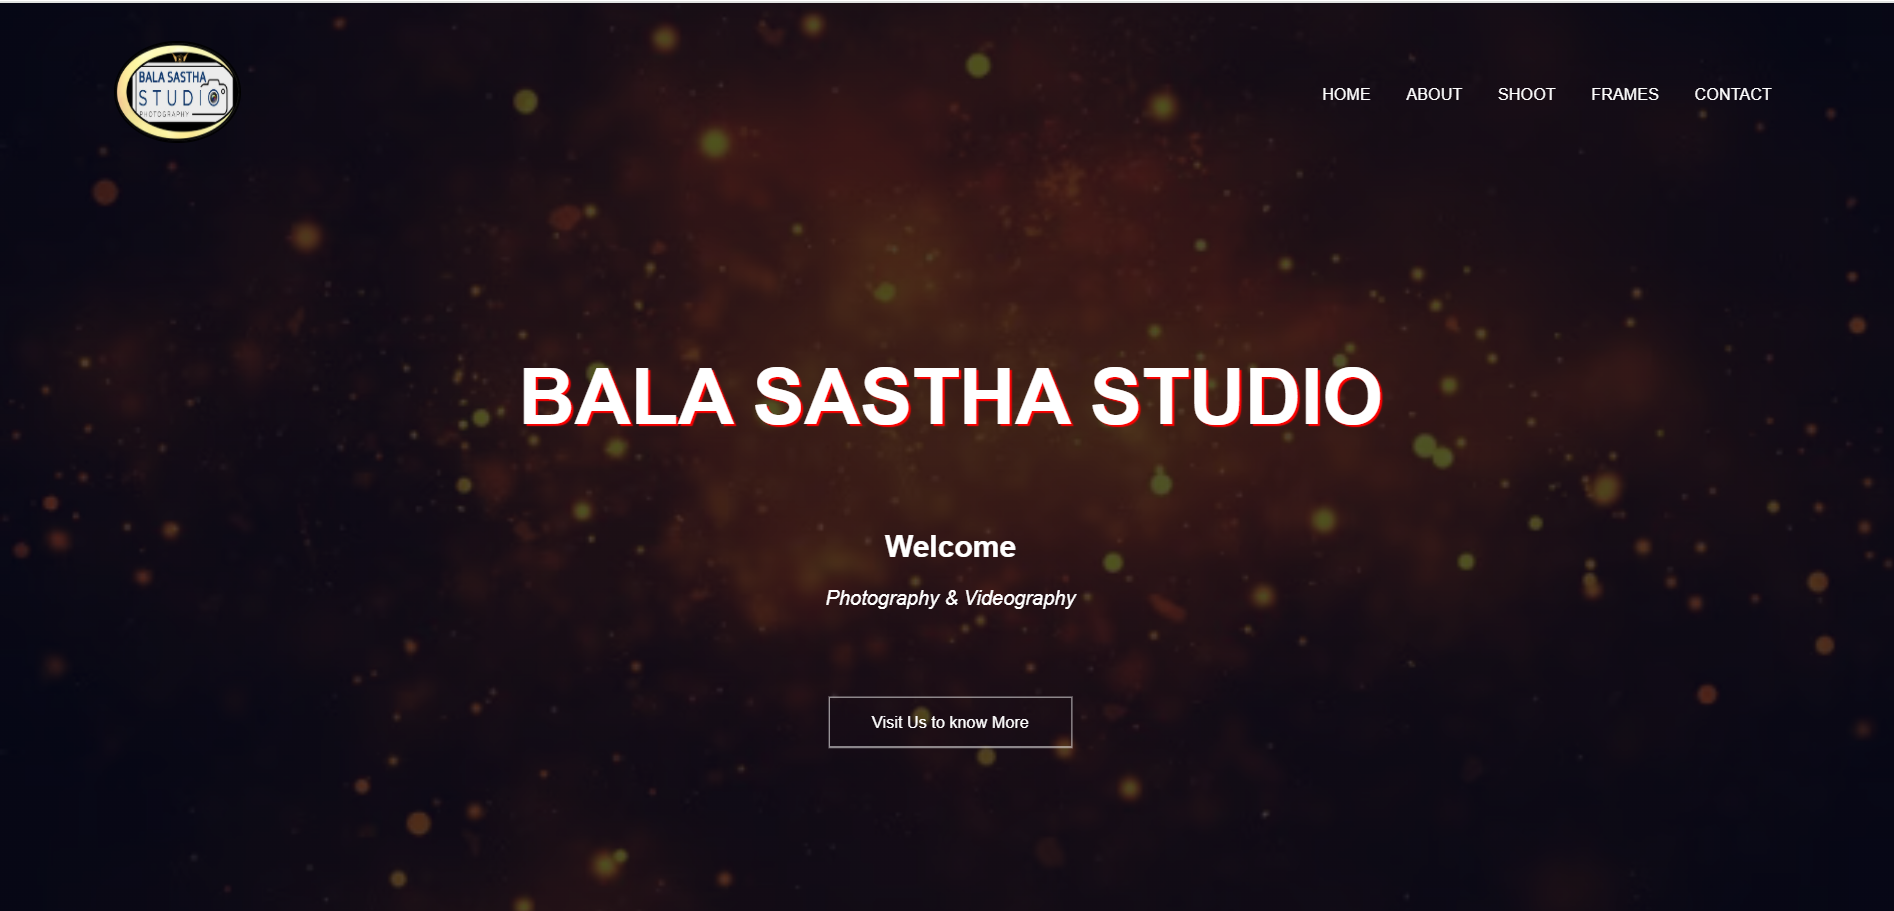 BALA SASTHA
STUDIO
PHOTOGRAPHY
HOME ABOUT SHOOT FRAMES CONTACT
BALA SASTHA STUDIO
Welcome
Photography & Videography
Visit Us to know More